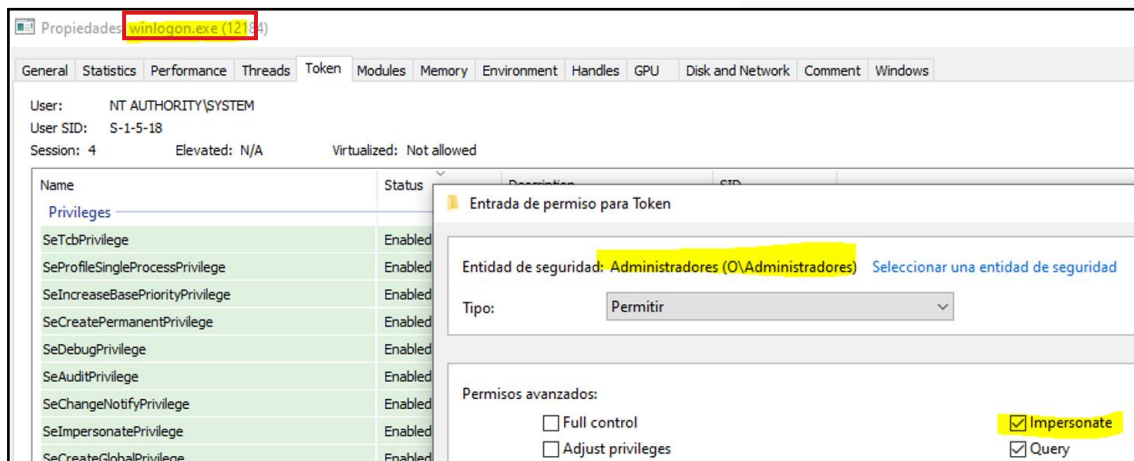 Propiedades winlogon.exe (12184)
General Statistics Performance Threads Token Modules Memory Environment Handles GPU Disk and Network Comment Windows
User: NT AUTHORITY\SYSTEM
User SID: S-1-5-18
Session: 4 Elevated: N/A Virtualized: Not allowed
Name Status
Privileges
SeTcbPrivilege Enabled
SeProfileSingleProcessPrivilege Enabled
SeIncreaseBasePriorityPrivilege Enabled
SeCreatePermanentPrivilege Enabled
SeDebugPrivilege Enabled
SeAuditPrivilege Enabled
SeChangeNotifyPrivilege Enabled
SeImpersonatePrivilege Enabled
SeCreateGlobalPrivilege Enabled
Entrada de permiso para Token
Entidad de seguridad: Administradores (O\Administradores) Seleccionar una entidad de seguridad
Tipo: Permitir
Permisos avanzados:
Full control Impersonate
Adjust privileges Query